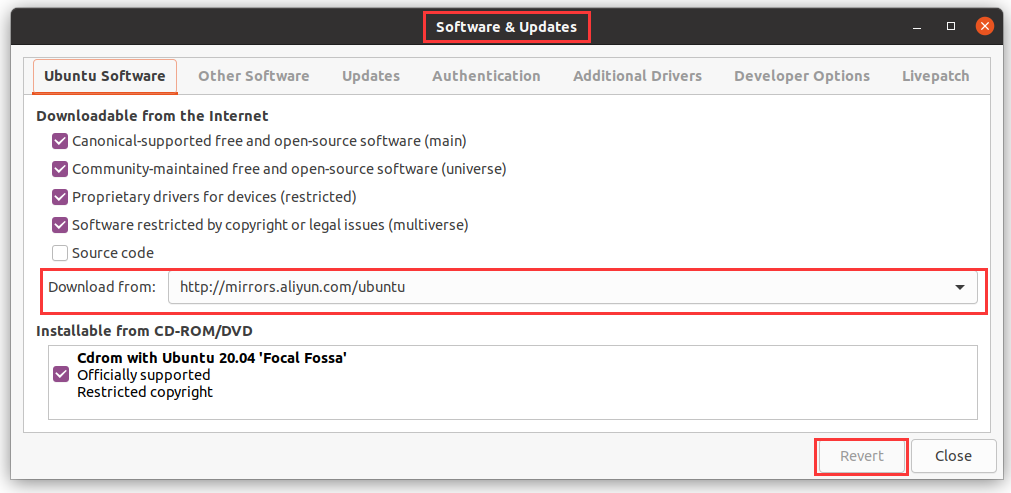 Software & Updates
Ubuntu Software Other Software Updates Authentication Additional Drivers Developer Options Livepatch
Downloadable from the Internet
Canonical-supported free and open-source software (main)
Community-maintained free and open-source software (universe)
Proprietary drivers for devices (restricted)
Software restricted by copyright or legal issues (multiverse)
Source code
Download from: http://mirrors.aliyun.com/ubuntu
Installable from CD-ROM/DVD
Cdrom with Ubuntu 20.04 'Focal Fossa'
Officially supported
Restricted copyright
Revert Close